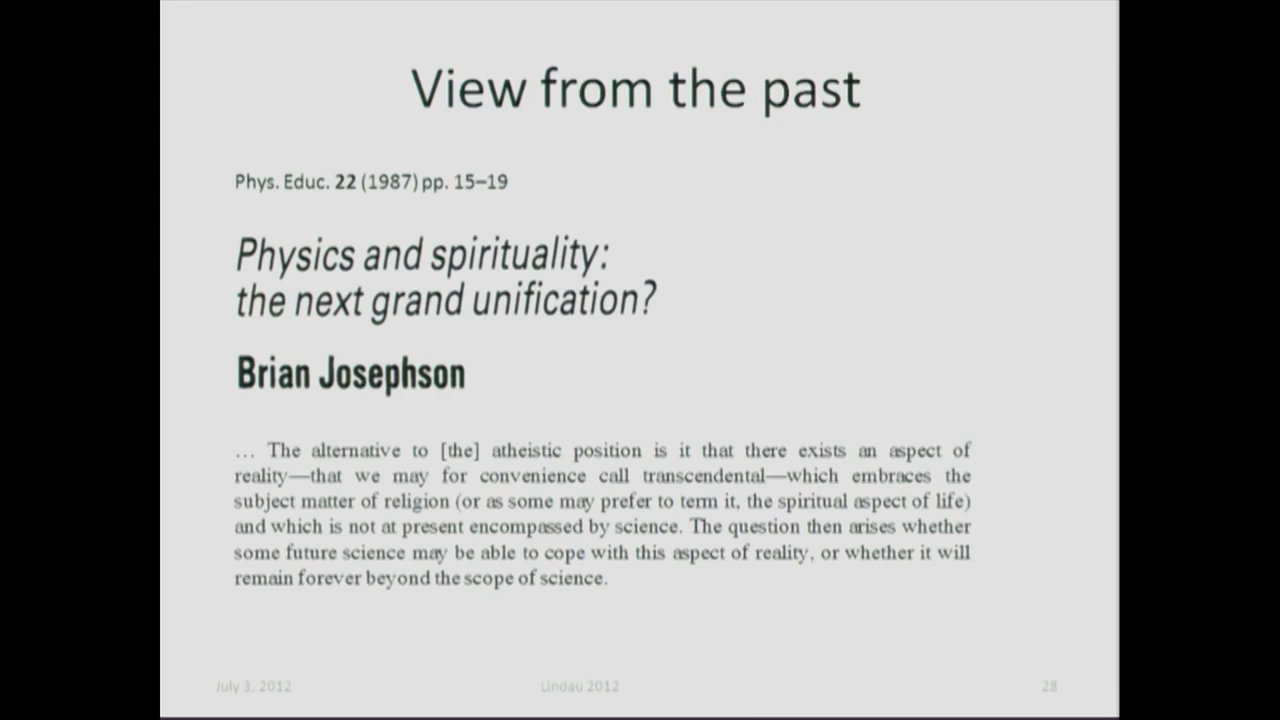 View from the past
Phys. Educ. 22 (1987) pp. 15–19
Physics and spirituality:
the next grand unification?
Brian Josephson
… The alternative to [the] atheistic position is it that there exists an aspect of
reality—that we may for convenience call transcendental—which embraces the
subject matter of religion (or as some may prefer to term it, the spiritual aspect of life)
and which is not at present encompassed by science. The question then arises whether
some future science may be able to cope with this aspect of reality, or whether it will
remain forever beyond the scope of science.
July 3, 2012
Lindau 2012
28